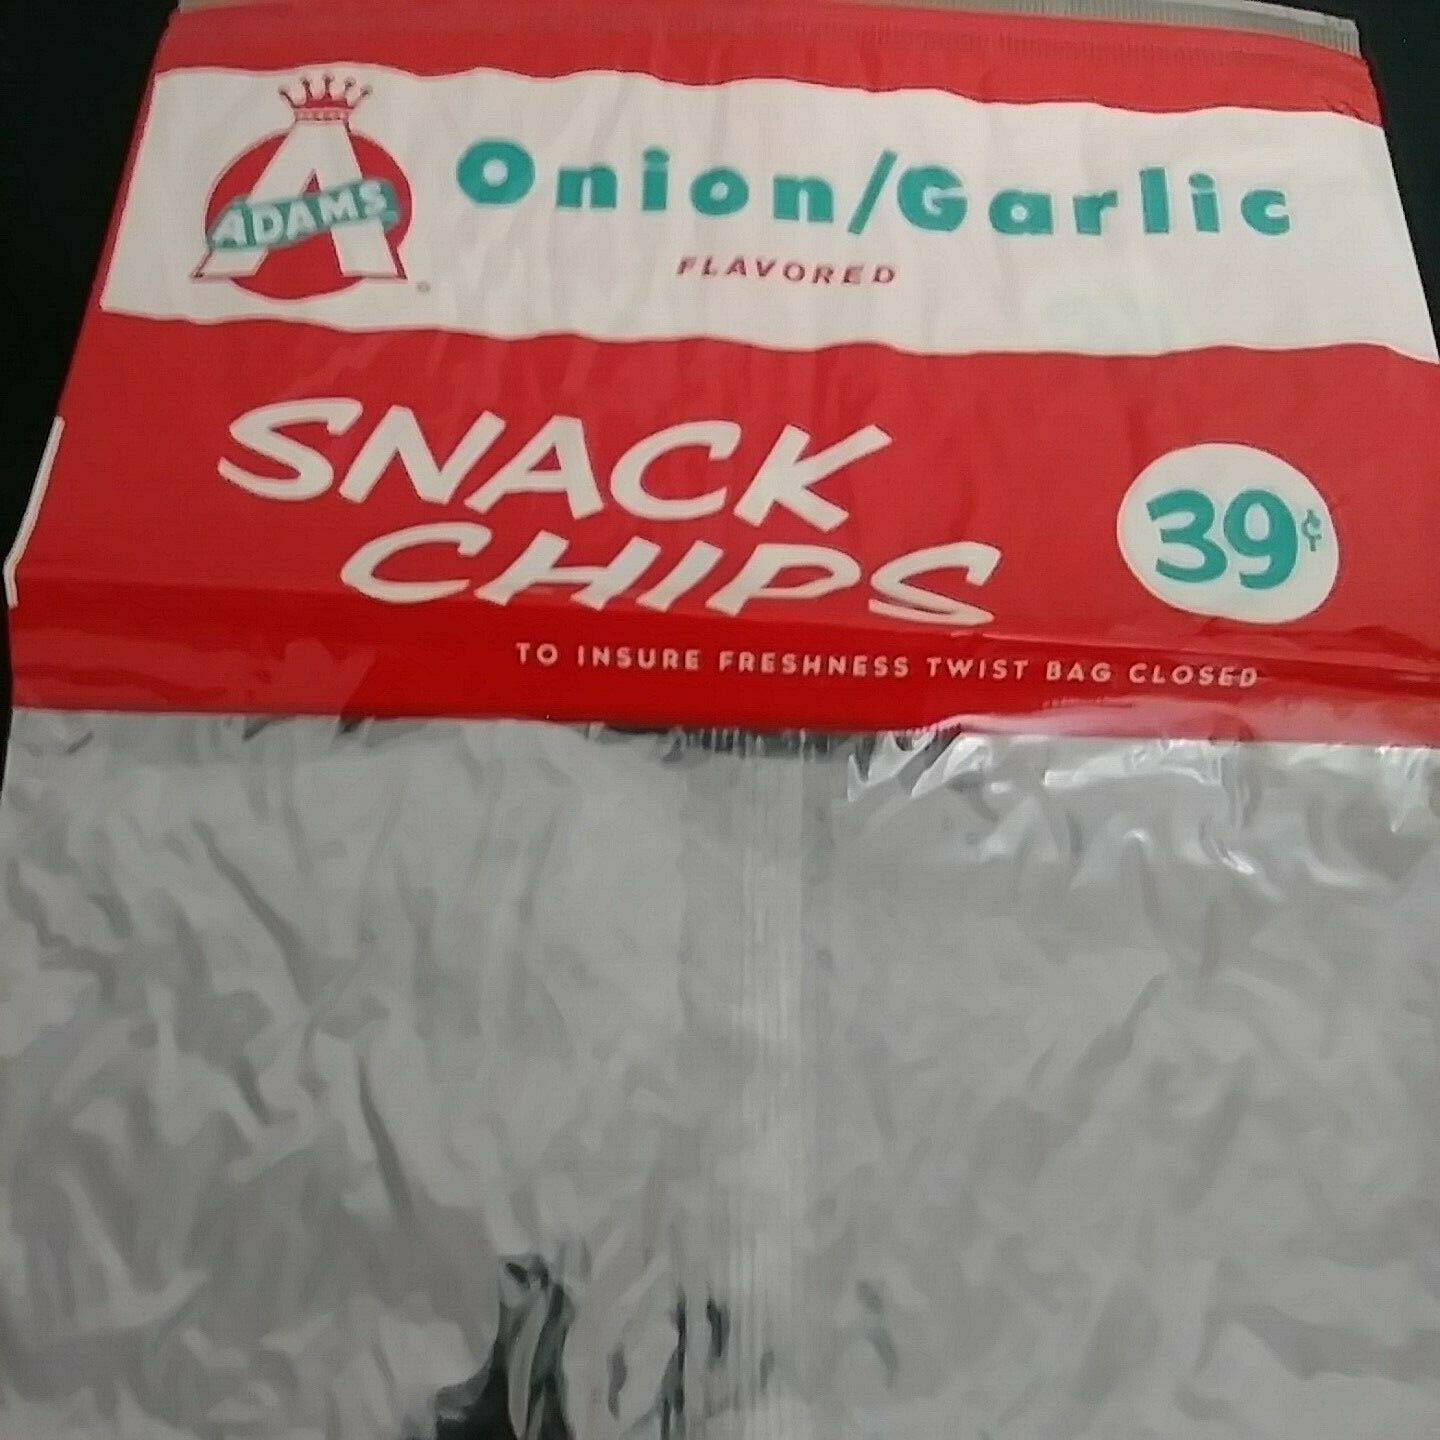 A
ADAMS
®
Onion/Garlic
FLAVORED
SNACK
CHIPS
39¢
TO INSURE FRESHNESS TWIST BAG CLOSED